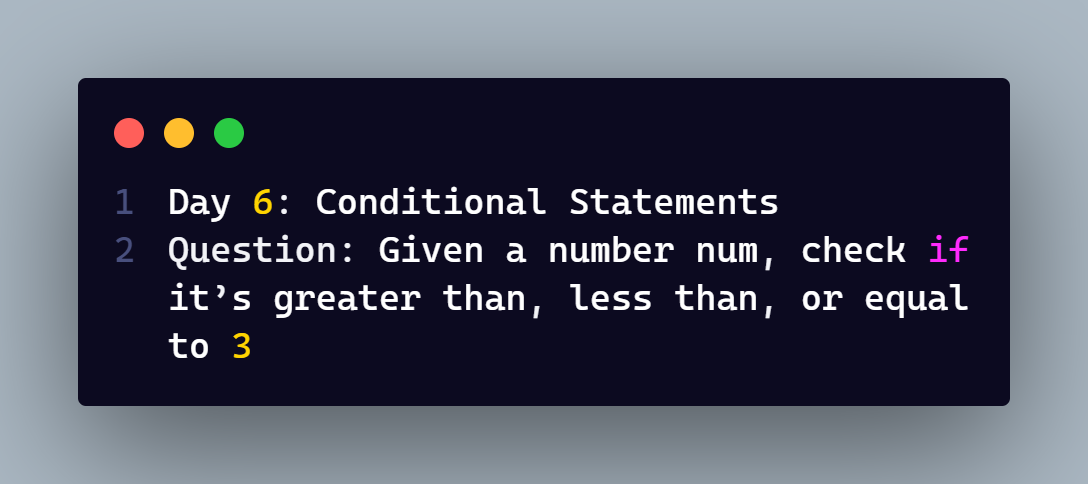 1 Day 6: Conditional Statements
2 Question: Given a number num, check if
it’s greater than, less than, or equal
to 3